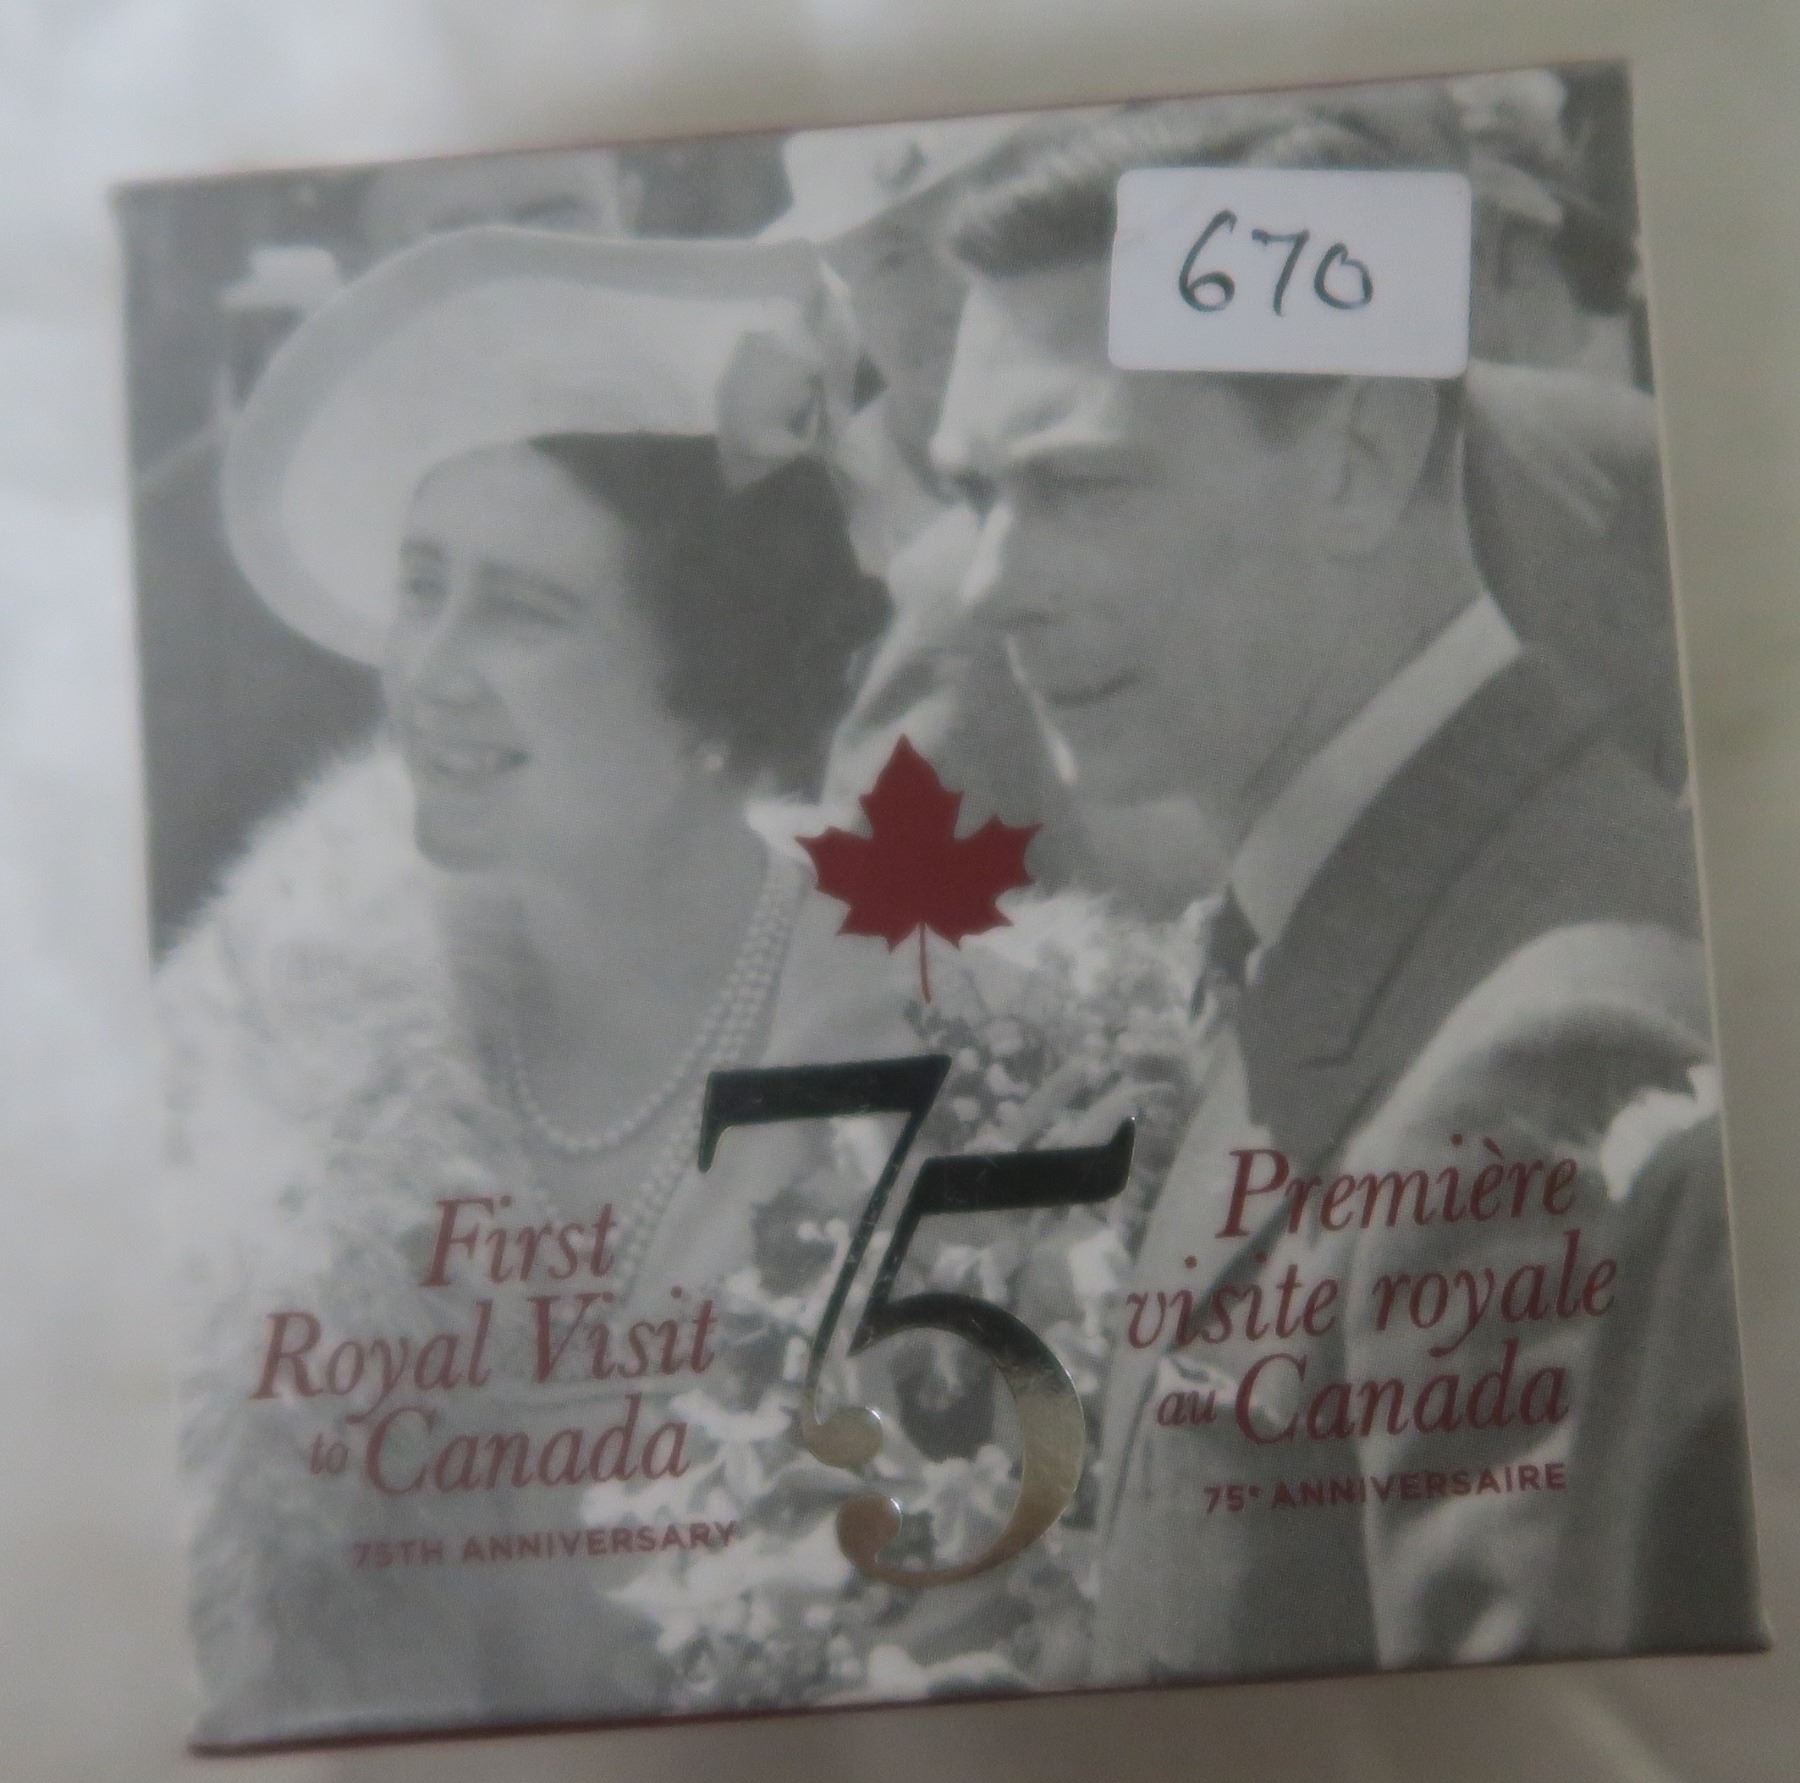 670
75
First
Royal Visit
to Canada
75TH ANNIVERSARY
Première
visite royale
au Canada
75e ANNIVERSAIRE